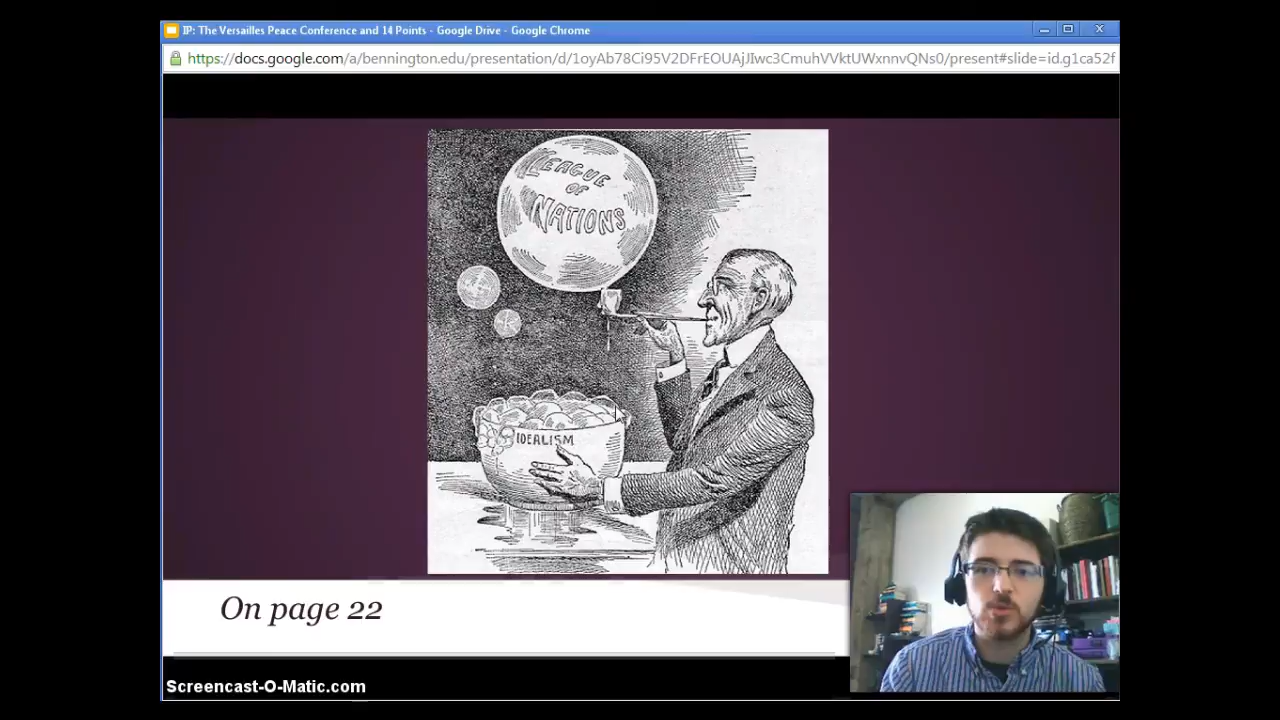 IP: The Versailles Peace Conference and 14 Points - Google Drive - Google Chrome
https://docs.google.com/a/bennington.edu/presentation/d/1oyAb78Ci95V2DFrEOUAjJIwc3CmuhVVktUWxnnvQNs0/present#slide=id.g1ca52f
LEAGUE
OF
NATIONS
IDEALISM
On page 22
Screencast-O-Matic.com